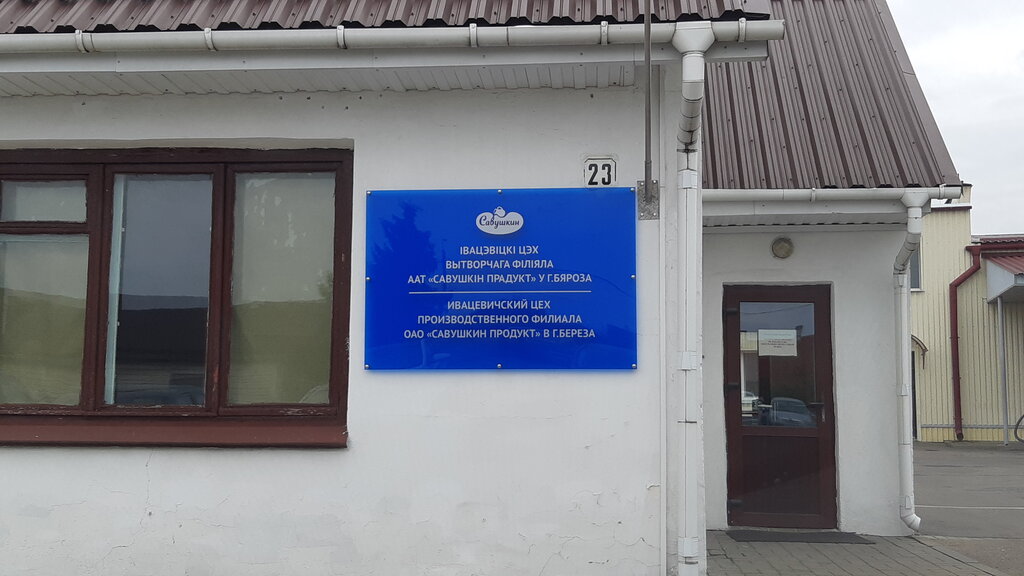 23
Савушкин
ІВАЦЭВІЦКІ ЦЭХ
ВЫТВОРЧАГА ФІЛІЯЛА
ААТ «САВУШКІН ПРАДУКТ» У Г.БЯРОЗА
ИВАЦЕВИЧСКИЙ ЦЕХ
ПРОИЗВОДСТВЕННОГО ФИЛИАЛА
ОАО «САВУШКИН ПРОДУКТ» В Г.БЕРЕЗА